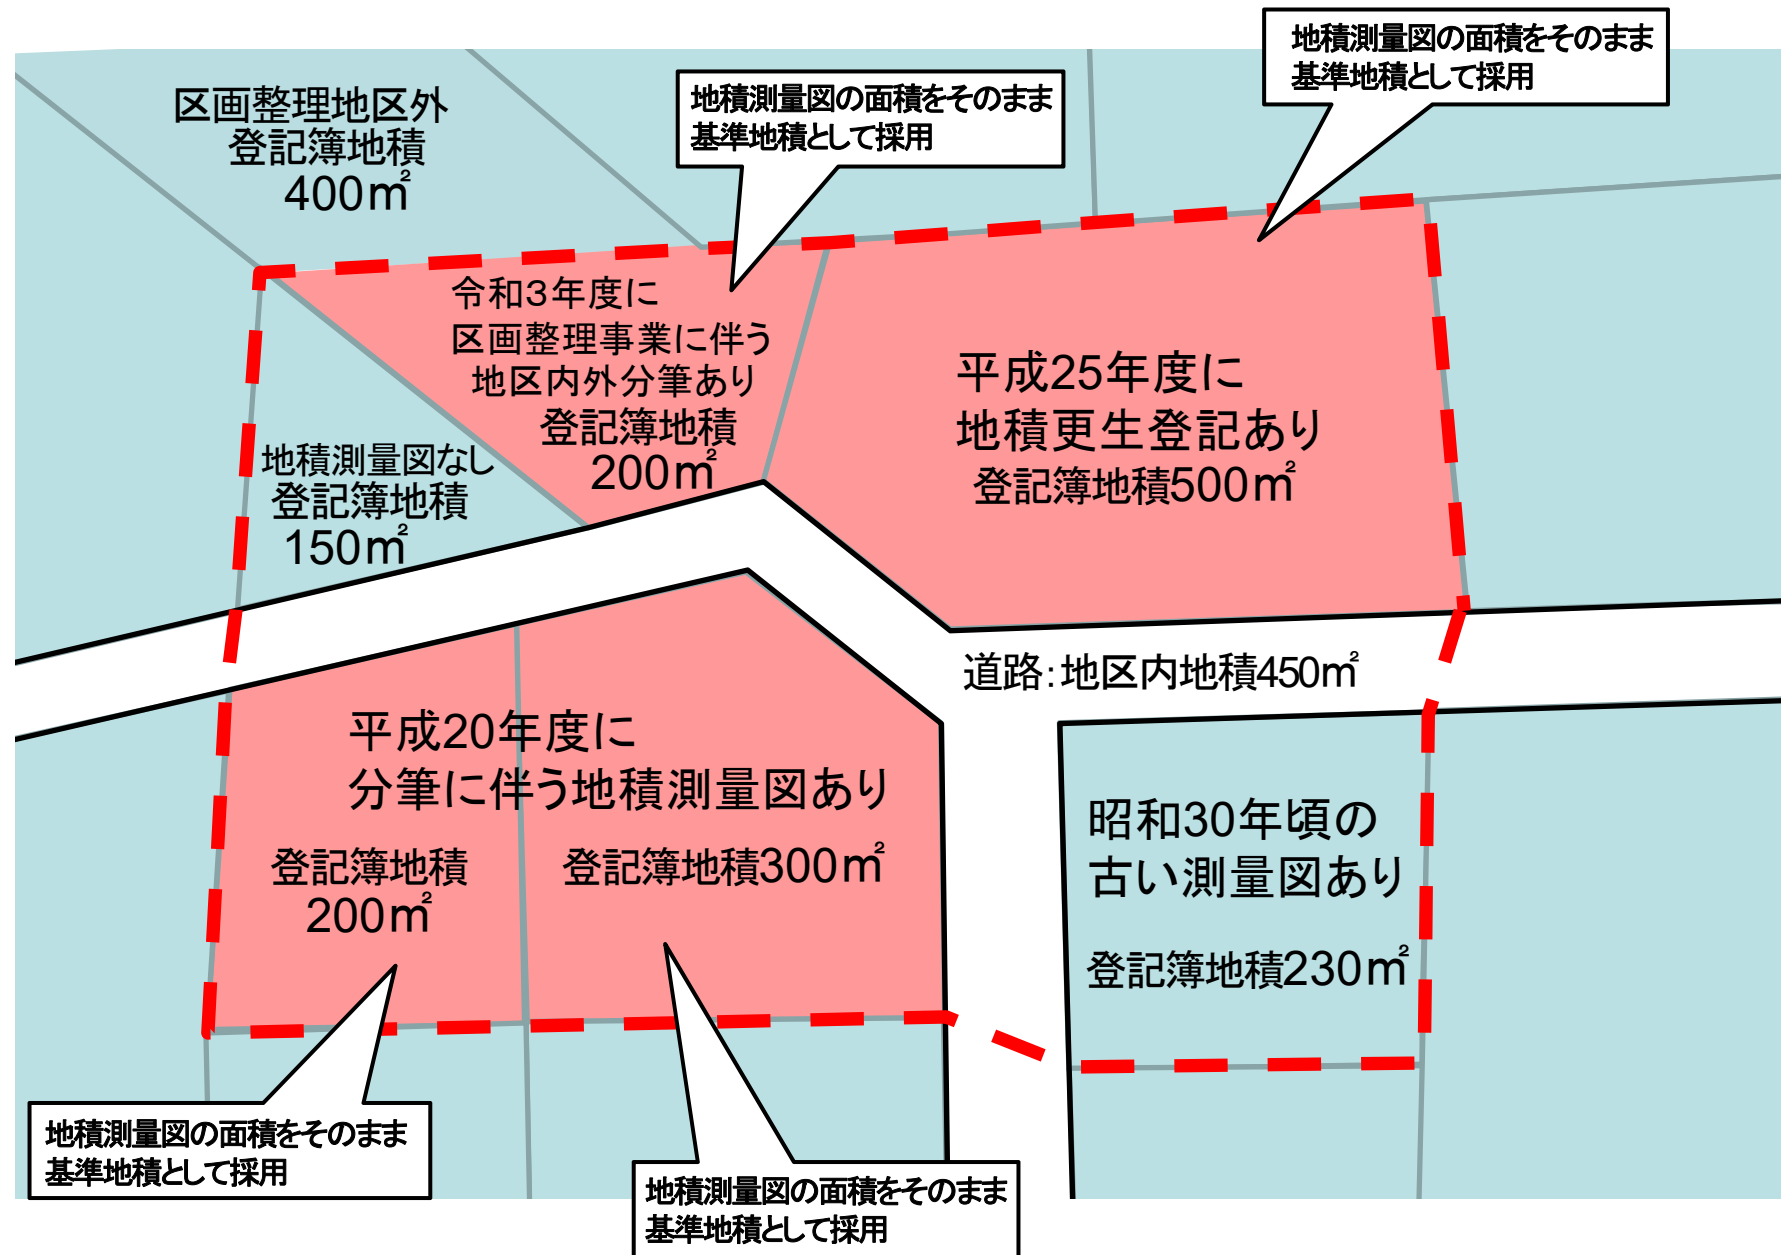 地積測量図の面積をそのまま
基準地積として採用
地積測量図の面積をそのまま
基準地積として採用
区画整理地区外
登記簿地積
400㎡
令和3年度に
区画整理事業に伴う
地区内外分筆あり
登記簿地積
200㎡
平成25年度に
地積更生登記あり
登記簿地積500㎡
地積測量図なし
登記簿地積
150㎡
道路:地区内地積450㎡
平成20年度に
分筆に伴う地積測量図あり
登記簿地積
200㎡
登記簿地積300㎡
昭和30年頃の
古い測量図あり
登記簿地積230㎡
地積測量図の面積をそのまま
基準地積として採用
地積測量図の面積をそのまま
基準地積として採用